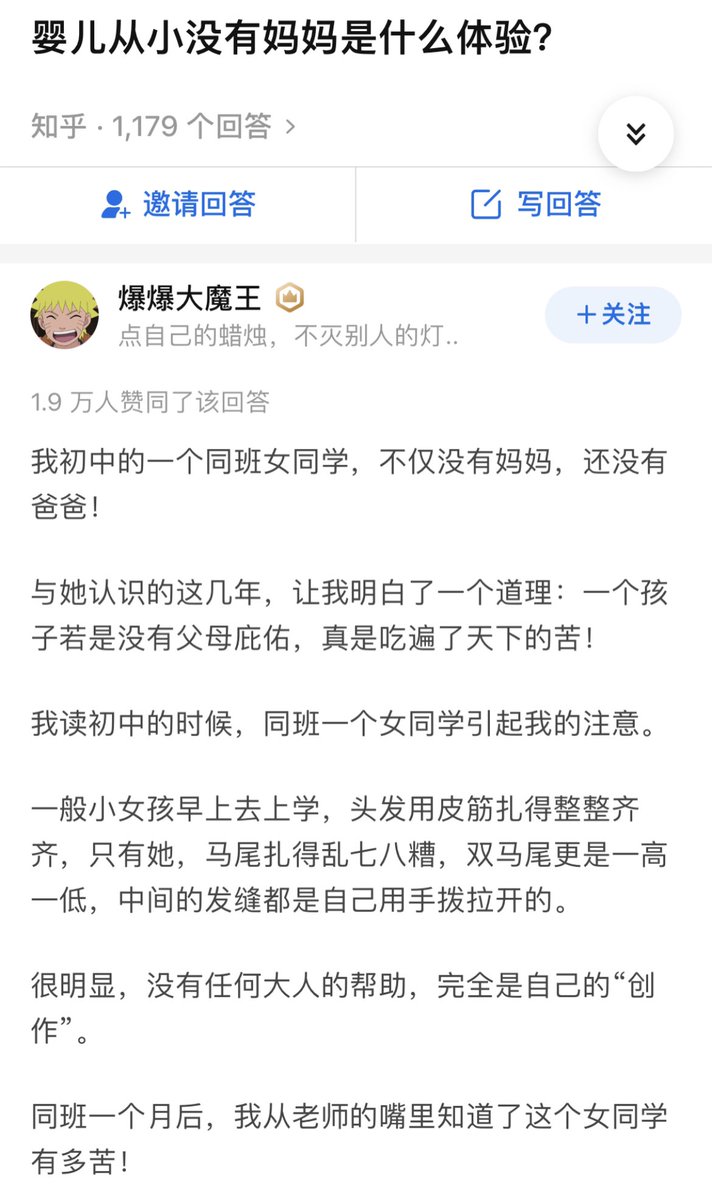 婴儿从小没有妈妈是什么体验?
知乎 · 1,179 个回答 >
邀请回答
写回答
爆爆大魔王
点自己的蜡烛，不灭别人的灯..
+关注
1.9 万人赞同了该回答
我初中的一个同班女同学，不仅没有妈妈，还没有
爸爸！
与她认识的这几年，让我明白了一个道理：一个孩
子若是没有父母庇佑，真是吃遍了天下的苦！
我读初中的时候，同班一个女同学引起我的注意。
一般小女孩早上去上学，头发用皮筋扎得整整齐
齐，只有她，马尾扎得乱七八糟，双马尾更是一高
一低，中间的发缝都是自己用手拨拉开的。
很明显，没有任何大人的帮助，完全是自己的“创
作”。
同班一个月后，我从老师的嘴里知道了这个女同学
有多苦！